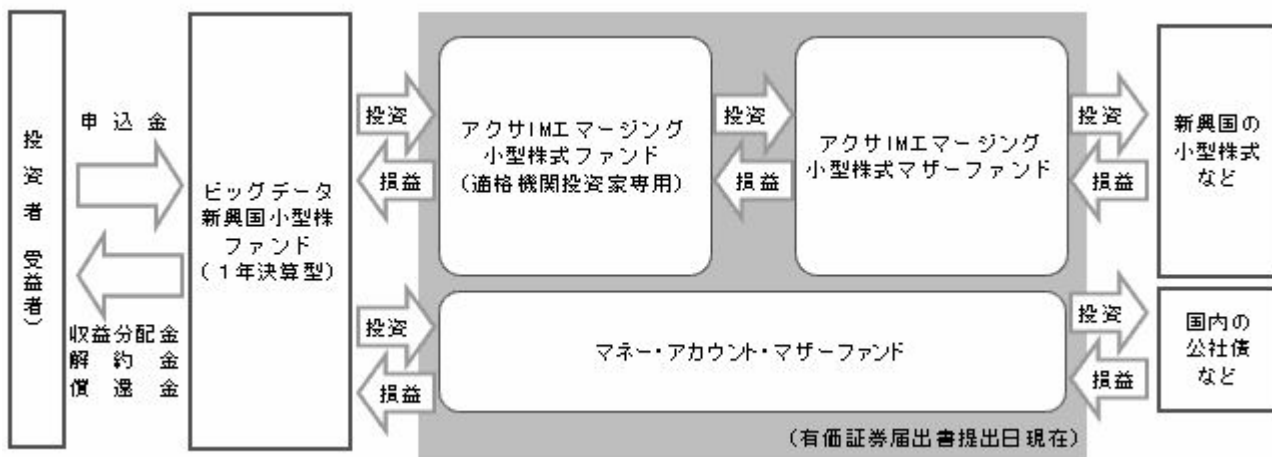 投資者 受益者）
申込金
収益分配金
解約金
償還金
ビッグデータ
新興国小型株
ファンド
（１年決算型）
投資
損益
投資
損益
アクサIMエマージング
小型株式ファンド
（適格機関投資家専用）
投資
損益
アクサIMエマージング
小型株式マザーファンド
マネー・アカウント・マザーファンド
（有価証券届出書提出日現在）
投資
損益
投資
損益
新興国の
小型株式
など
国内の
公社債
など